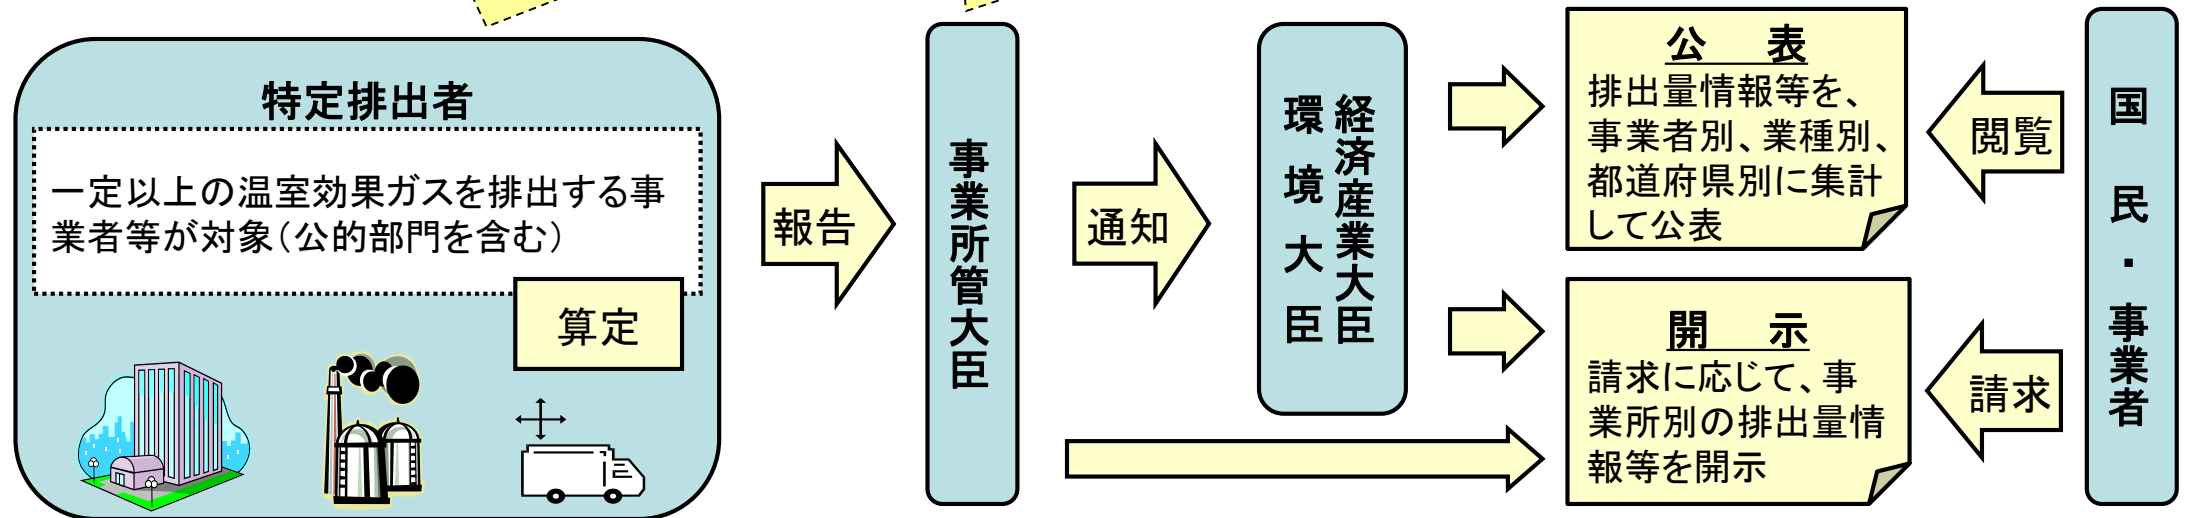 特定排出者
一定以上の温室効果ガスを排出する事
業者等が対象（公的部門を含む）
算定
報告
事業所管大臣
通知
経済産業大臣
環境大臣
公　表
排出量情報等を、
事業者別、業種別、
都道府県別に集計
して公表
開　示
請求に応じて、事
業所別の排出量情
報等を開示
閲覧
請求
国民・事業者